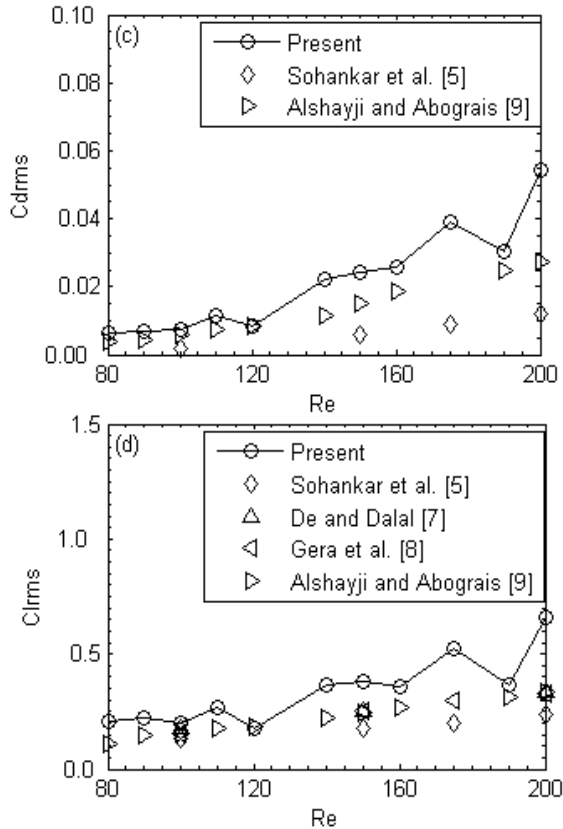 (c)
Present
Sohankar et al. [5]
Alshayji and Abograis [9]
Cdrms
0.10
0.08
0.06
0.04
0.02
0.00
80 120 160 200
Re
(d)
Present
Sohankar et al. [5]
De and Dalal [7]
Gera et al. [8]
Alshayji and Abograis [9]
Clrms
1.5
1.0
0.5
0.0
80 120 160 200
Re